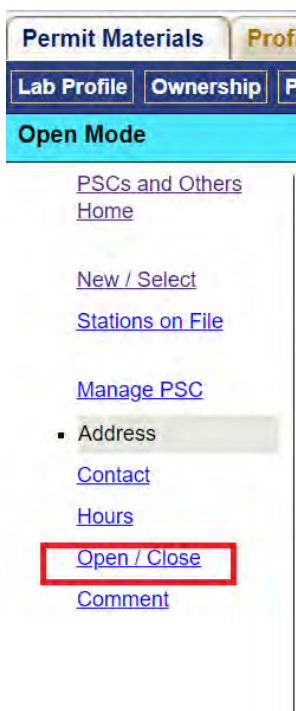 Permit Materials Prof
Lab Profile Ownership P
Open Mode
PSCs and Others
Home
New / Select
Stations on File
Manage PSC
Address
Contact
Hours
Open / Close
Comment